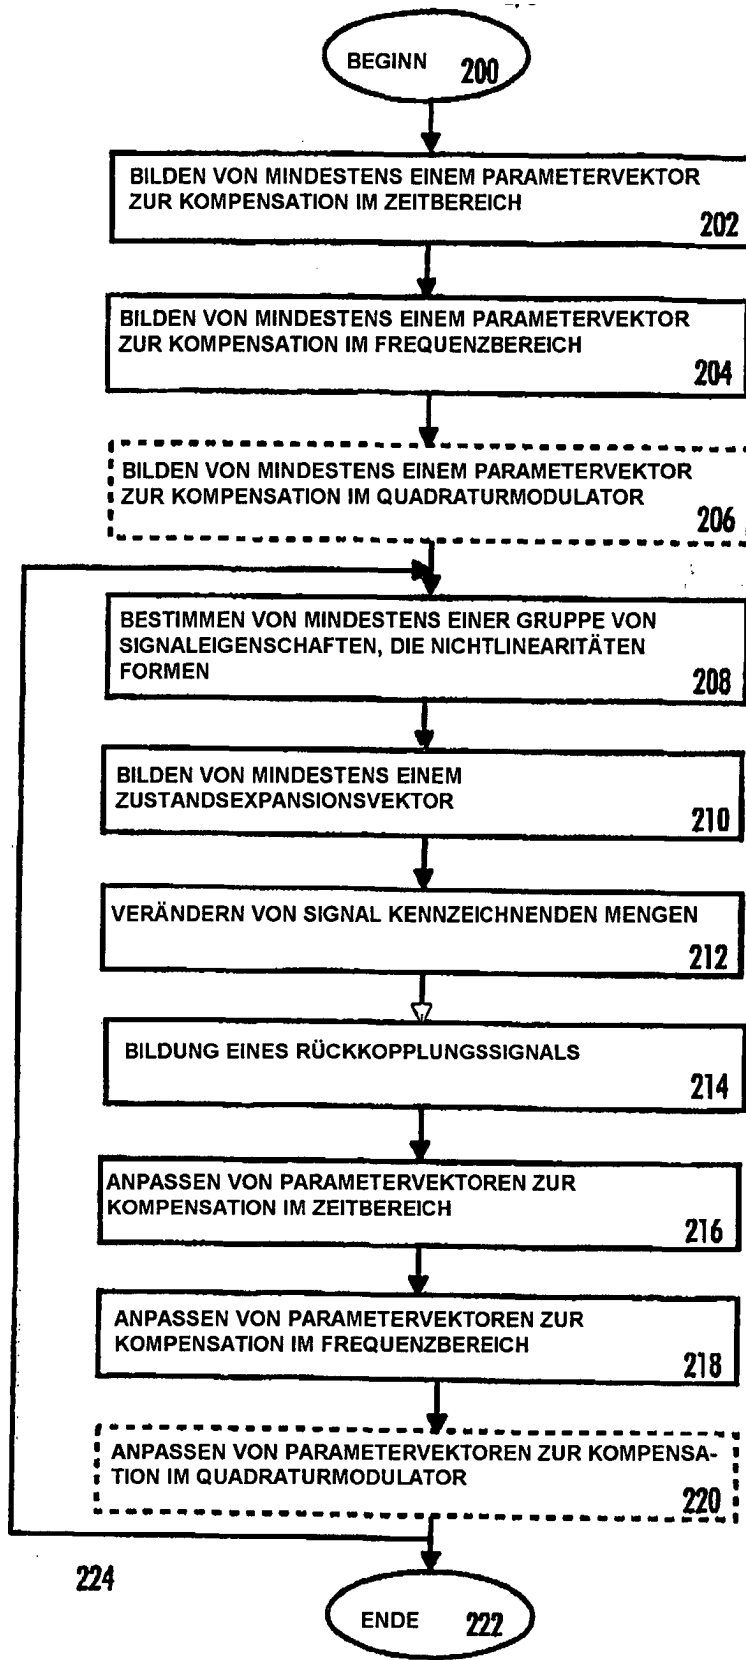 BEGINN 200
BILDEN VON MINDESTENS EINEM PARAMETERVEKTOR
ZUR KOMPENSATION IM ZEITBEREICH
202
BILDEN VON MINDESTENS EINEM PARAMETERVEKTOR
ZUR KOMPENSATION IM FREQUENZBEREICH
204
BILDEN VON MINDESTENS EINEM PARAMETERVEKTOR
ZUR KOMPENSATION IM QUADRATURMODULATOR
206
BESTIMMEN VON MINDESTENS EINER GRUPPE VON
SIGNALEIGENSCHAFTEN, DIE NICHTLINEARITÄTEN
FORMEN
208
BILDEN VON MINDESTENS EINEM
ZUSTANDSEXPANSIONSVEKTOR
210
VERÄNDERN VON SIGNAL KENNZEICHNENDEN MENGEN
212
BILDUNG EINES RÜCKKOPPLUNGSSIGNALS
214
ANPASSEN VON PARAMETERVEKTOREN ZUR
KOMPENSATION IM ZEITBEREICH
216
ANPASSEN VON PARAMETERVEKTOREN ZUR
KOMPENSATION IM FREQUENZBEREICH
218
ANPASSEN VON PARAMETERVEKTOREN ZUR KOMPENSA-
TION IM QUADRATURMODULATOR
220
224
ENDE 222